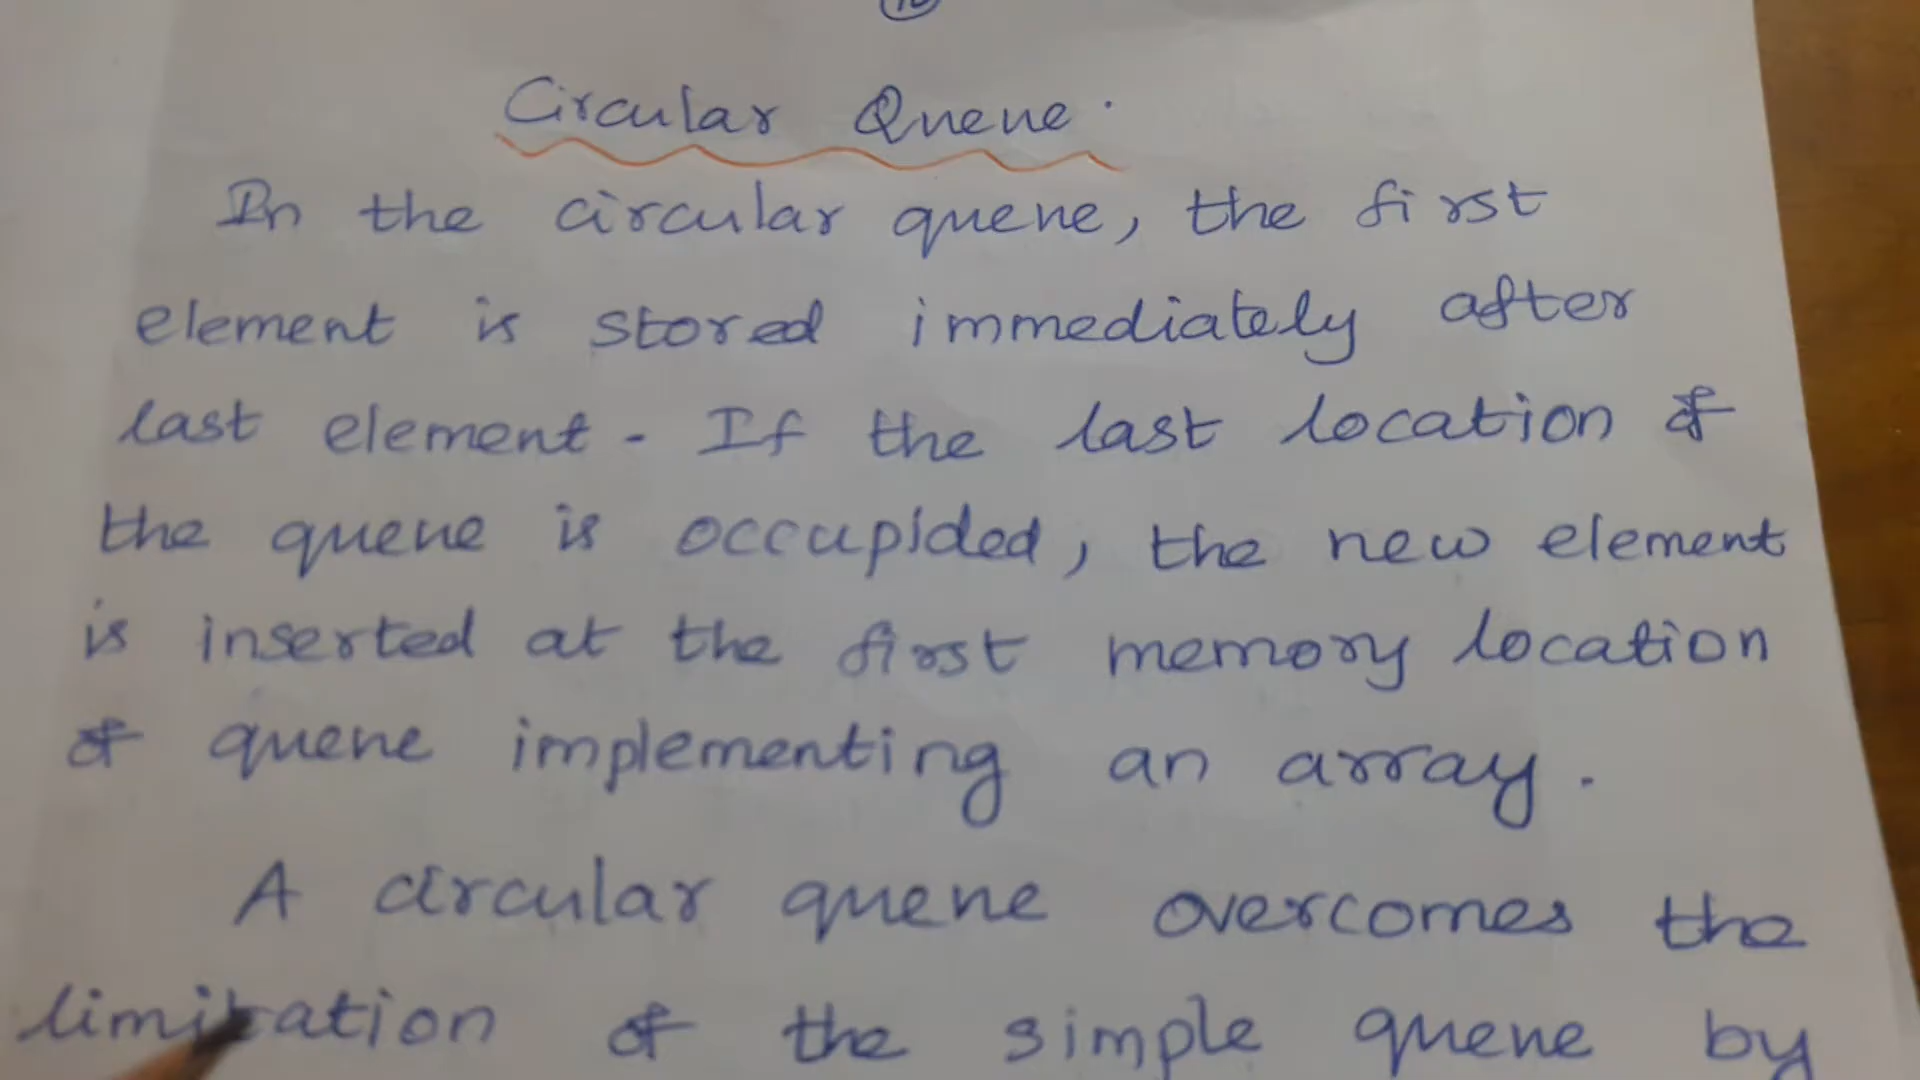 Circular Queue.
In the circular queue, the first
element is stored immediately after
last element. If the last location of
the queue is occupided, the new element
is inserted at the first memory location
of queue implementing an array.
A circular queue overcomes the
limitation of the simple queue by